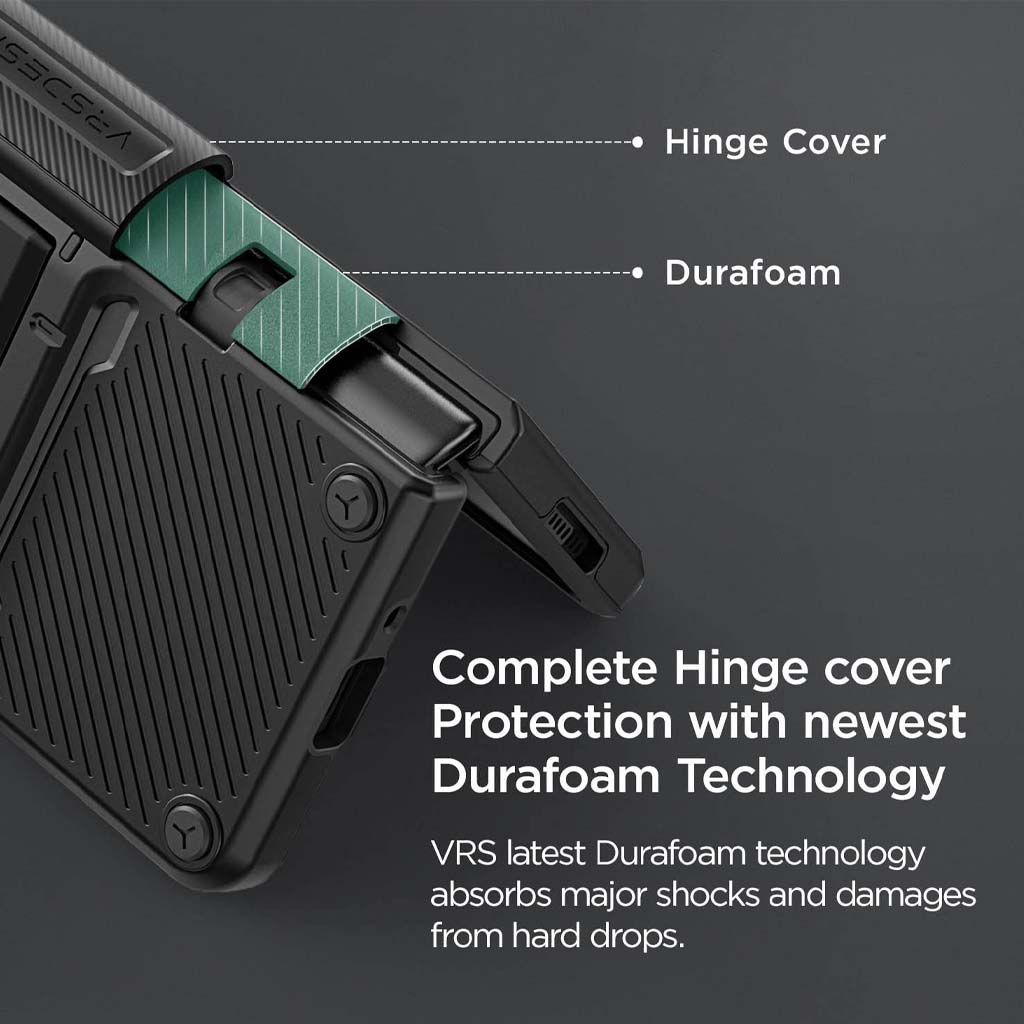 VRSDES
Hinge Cover
Durafoam
Complete Hinge cover
Protection with newest
Durafoam Technology
VRS latest Durafoam technology
absorbs major shocks and damages
from hard drops.